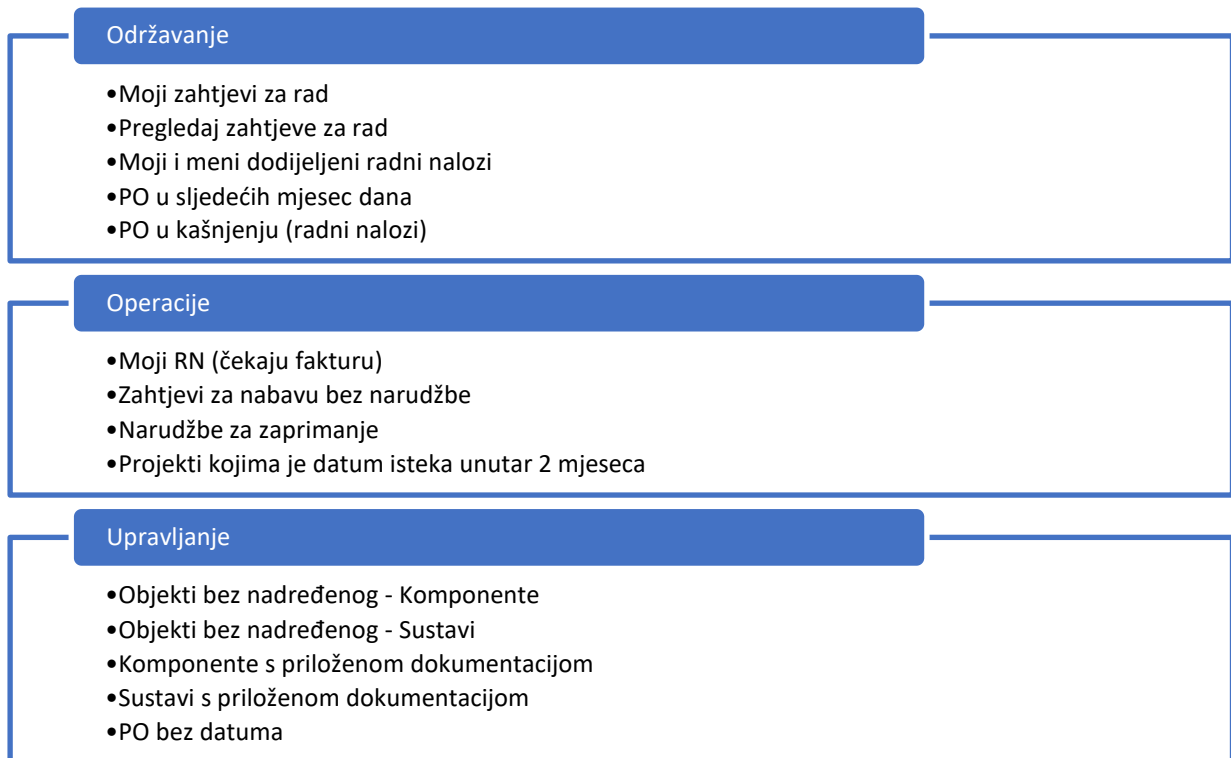 Održavanje
•Moji zahtjevi za rad
•Pregledaj zahtjeve za rad
•Moji i meni dodijeljeni radni nalozi
•PO u sljedećih mjesec dana
•PO u kašnjenju (radni nalozi)
Operacije
•Moji RN (čekaju fakturu)
•Zahtjevi za nabavu bez narudžbe
•Narudžbe za zaprimanje
•Projekti kojima je datum isteka unutar 2 mjeseca
Upravljanje
•Objekti bez nadređenog - Komponente
•Objekti bez nadređenog - Sustavi
•Komponente s priloženom dokumentacijom
•Sustavi s priloženom dokumentacijom
•PO bez datuma